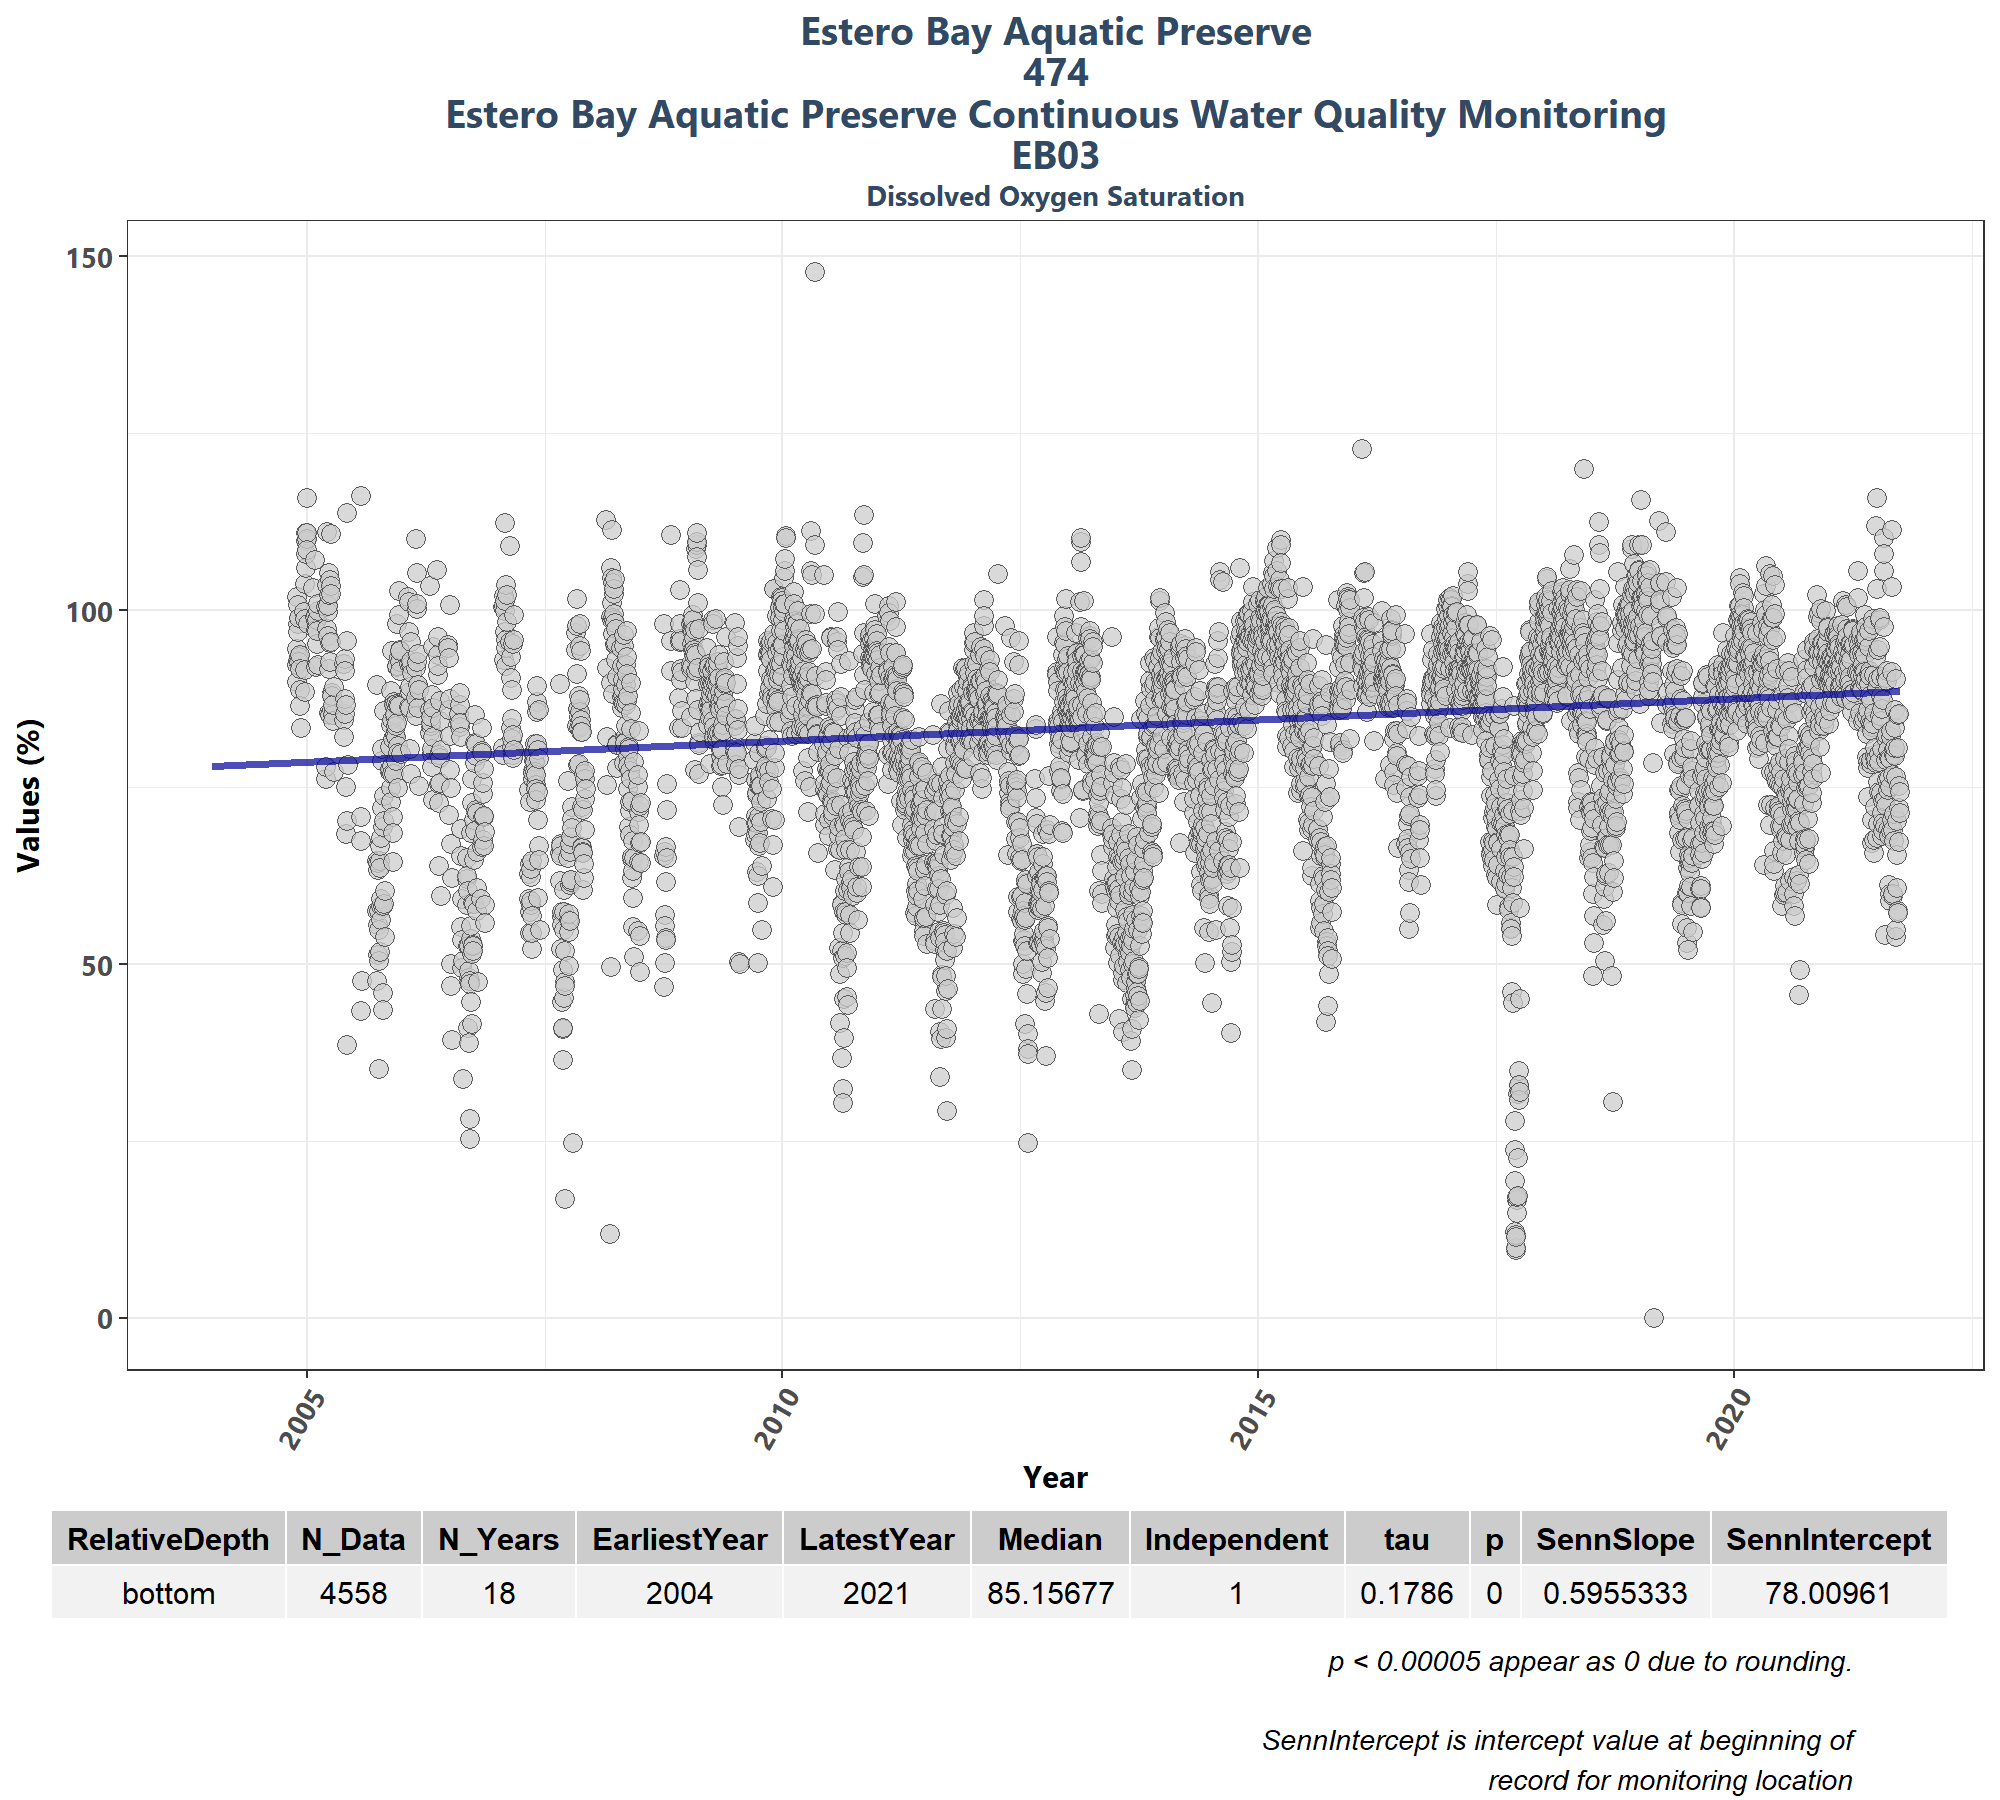 Estero Bay Aquatic Preserve
474
Estero Bay Aquatic Preserve Continuous Water Quality Monitoring
EB03
Dissolved Oxygen Saturation
Values (%)
150
100
50
0
2005 2010 2015 2020
Year
RelativeDepth N_Data N_Years EarliestYear LatestYear Median Independent tau p SennSlope SennIntercept
bottom 4558 18 2004 2021 85.15677 1 0.1786 0 0.5955333 78.00961
p < 0.00005 appear as 0 due to rounding.
SennIntercept is intercept value at beginning of
record for monitoring location